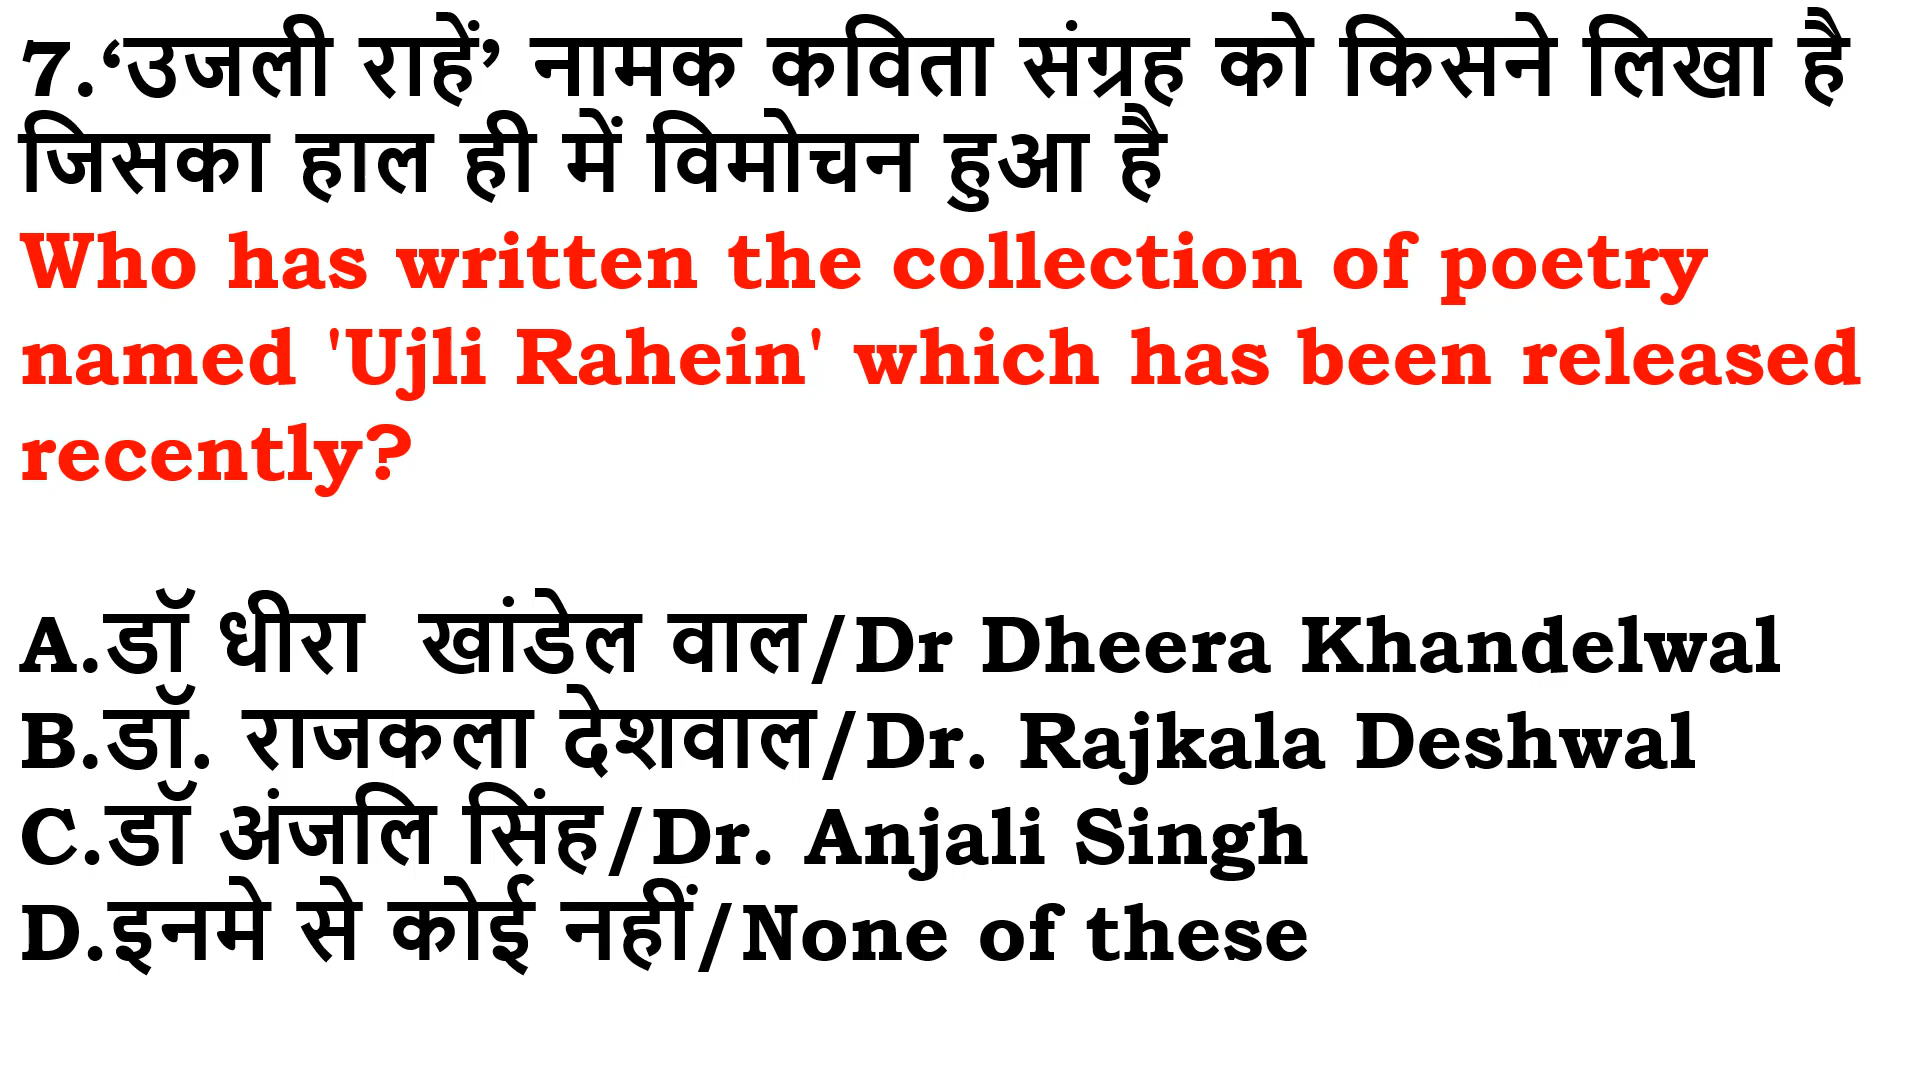 7.‘उजली राहें’ नामक कविता संग्रह को किसने लिखा है
जिसका हाल ही में विमोचन हुआ है
Who has written the collection of poetry
named 'Ujli Rahein' which has been released
recently?
A.डॉ धीरा खांडेल वाल/Dr Dheera Khandelwal
B.डॉ. राजकला देशवाल/Dr. Rajkala Deshwal
C.डॉ अंजलि सिंह/Dr. Anjali Singh
D.इनमे से कोई नहीं/None of these